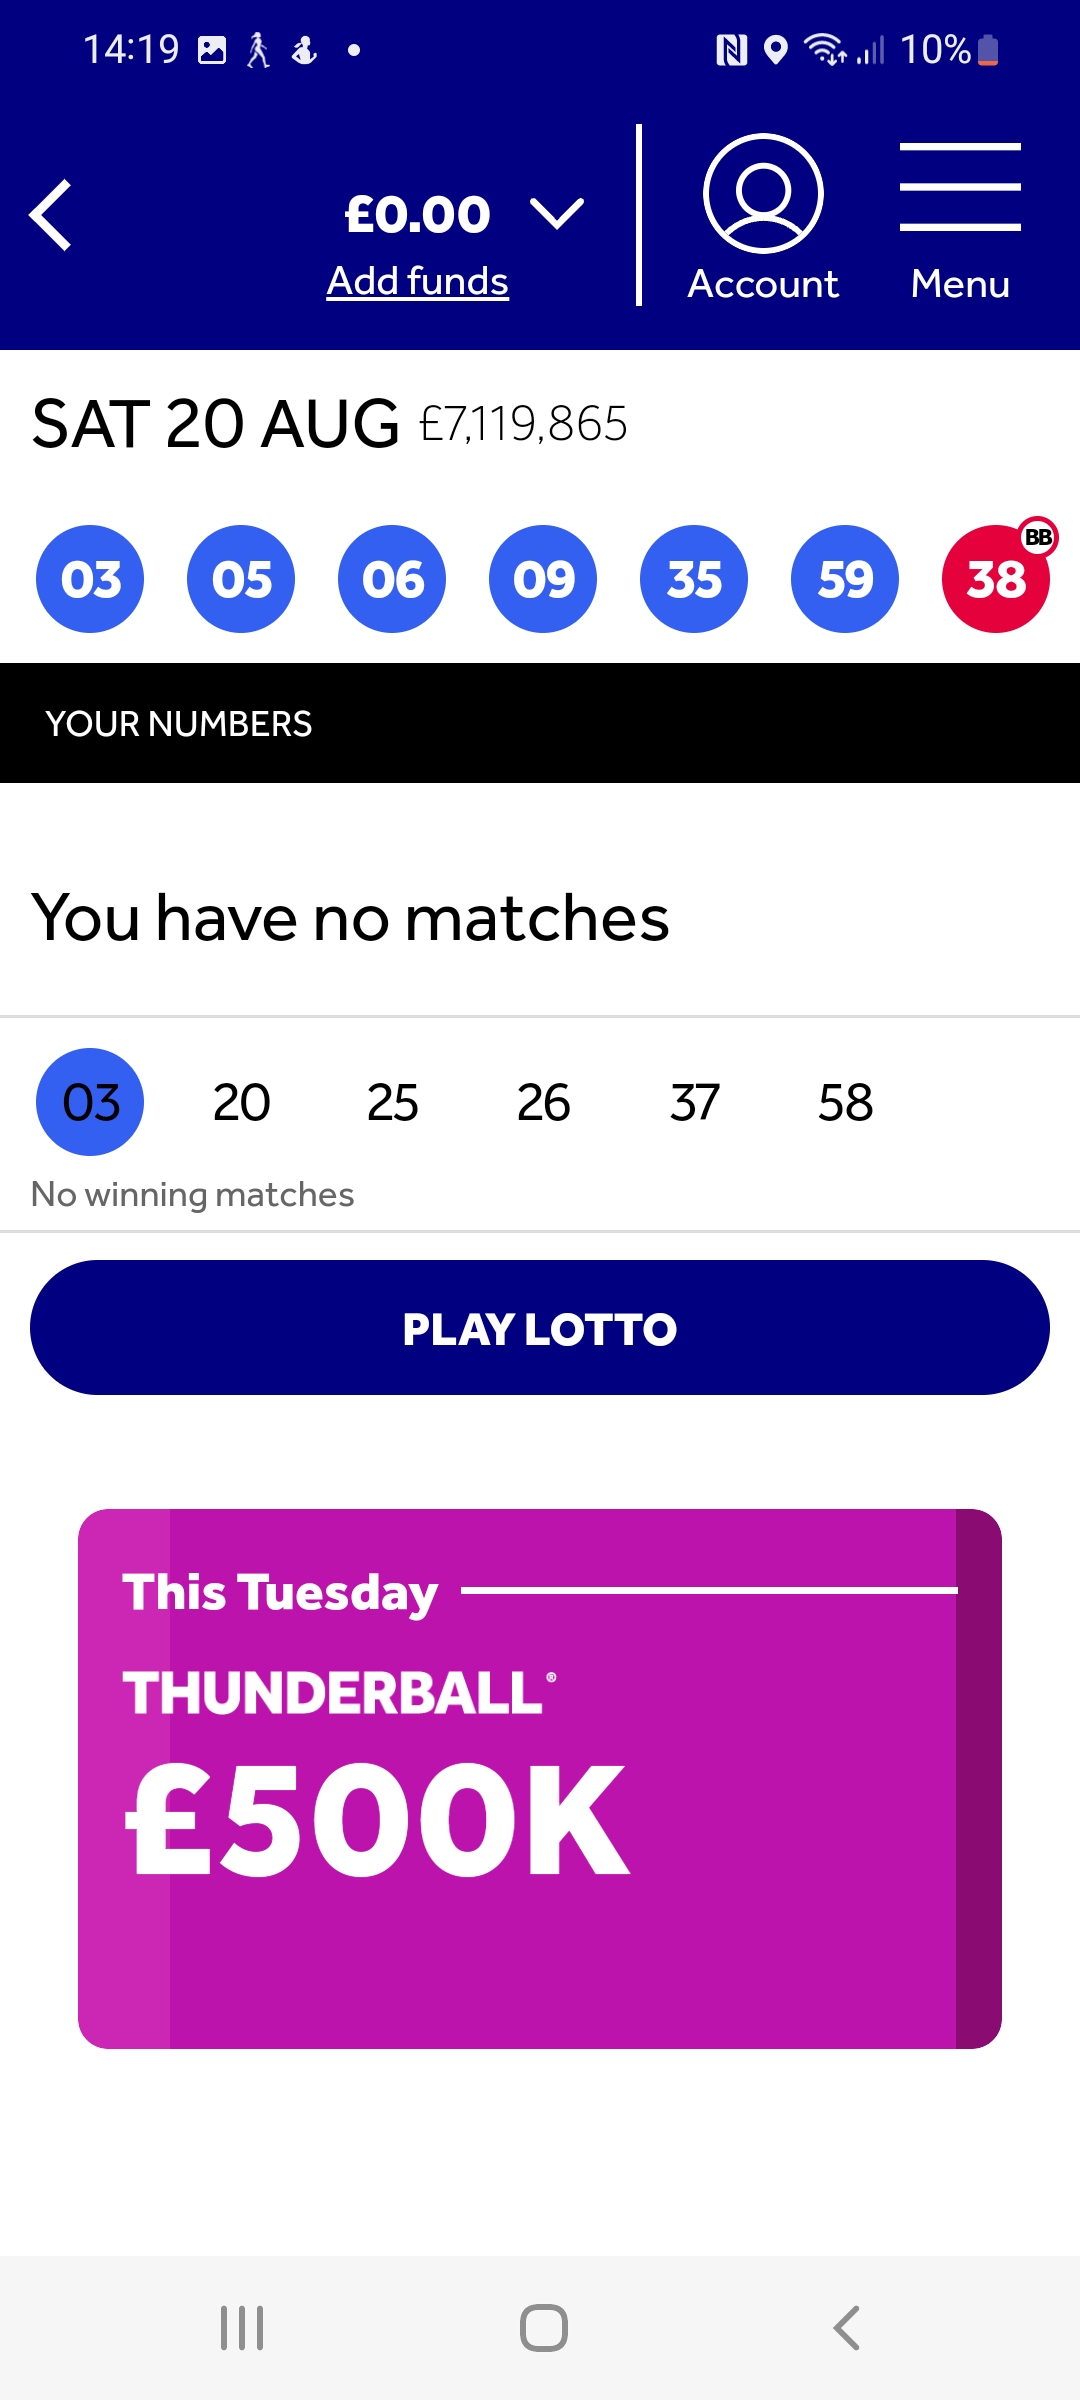 14:19 10%
£0.00
Add funds
Account
Menu
SAT 20 AUG £7,119,865
03 05 06 09 35 59 38 BB
YOUR NUMBERS
You have no matches
03 20 25 26 37 58
No winning matches
PLAY LOTTO
This Tuesday
THUNDERBALL®
£500K